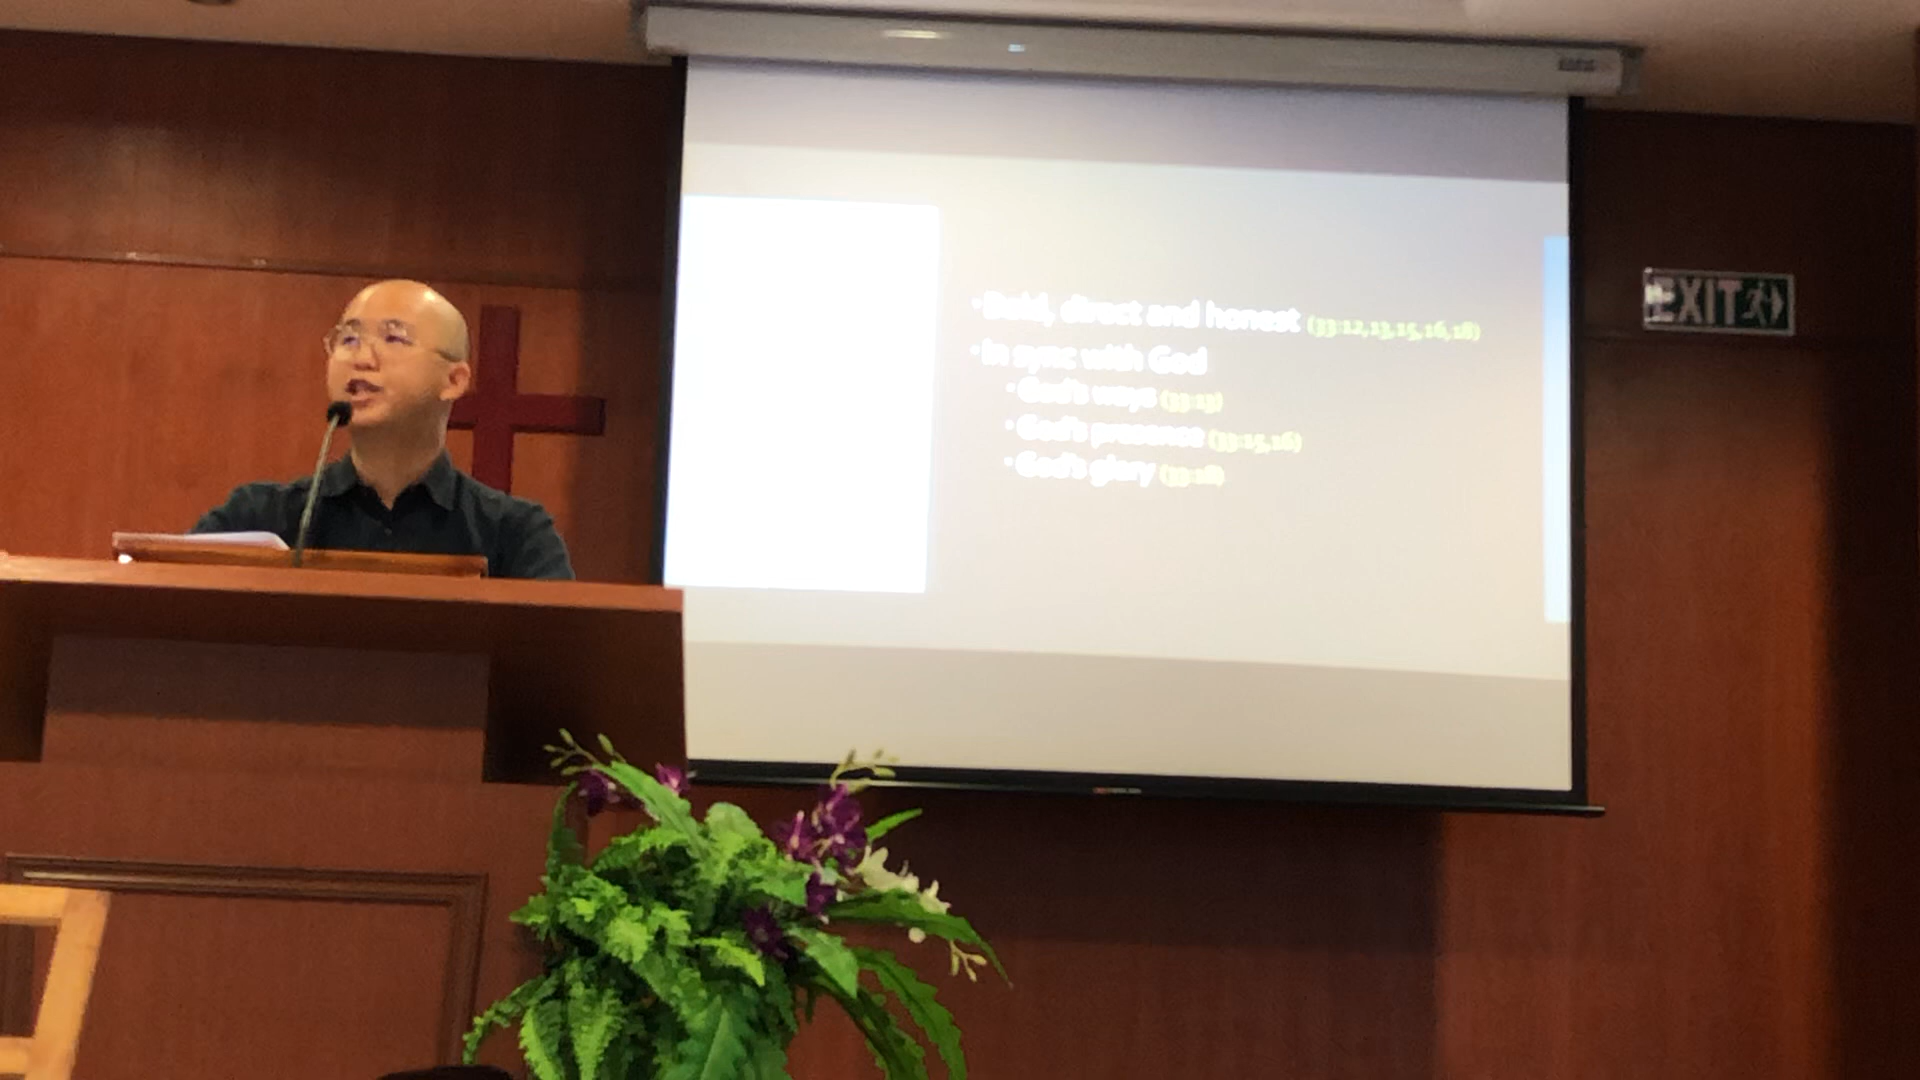 · Bold, direct and honest (33:12,13,15,16,18)
· In sync with God
· God's ways (33:13)
· God's presence (33:15,16)
· God's glory (33:18)
EXIT